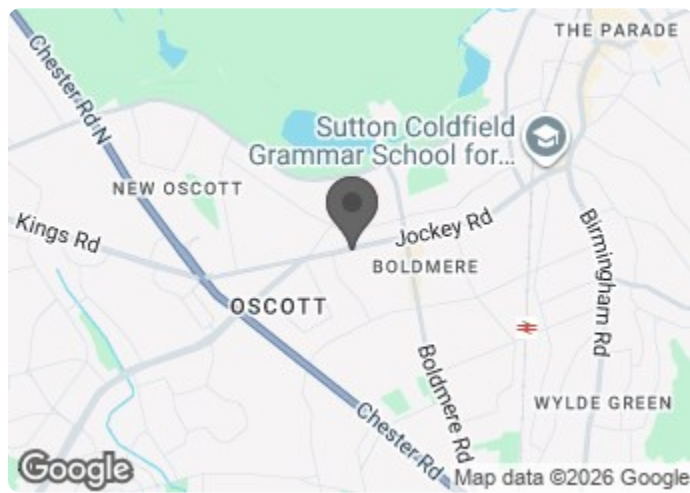 THE PARADE
Chester Rd N
Sutton Coldfield
Grammar School for...
NEW OSCOTT
Kings Rd
Jockey Rd
BOLDMERE
Birmingham Rd
OSCOTT
Boldmere Rd
WYLDE GREEN
Chester Rd
Google
Map data ©2026 Google